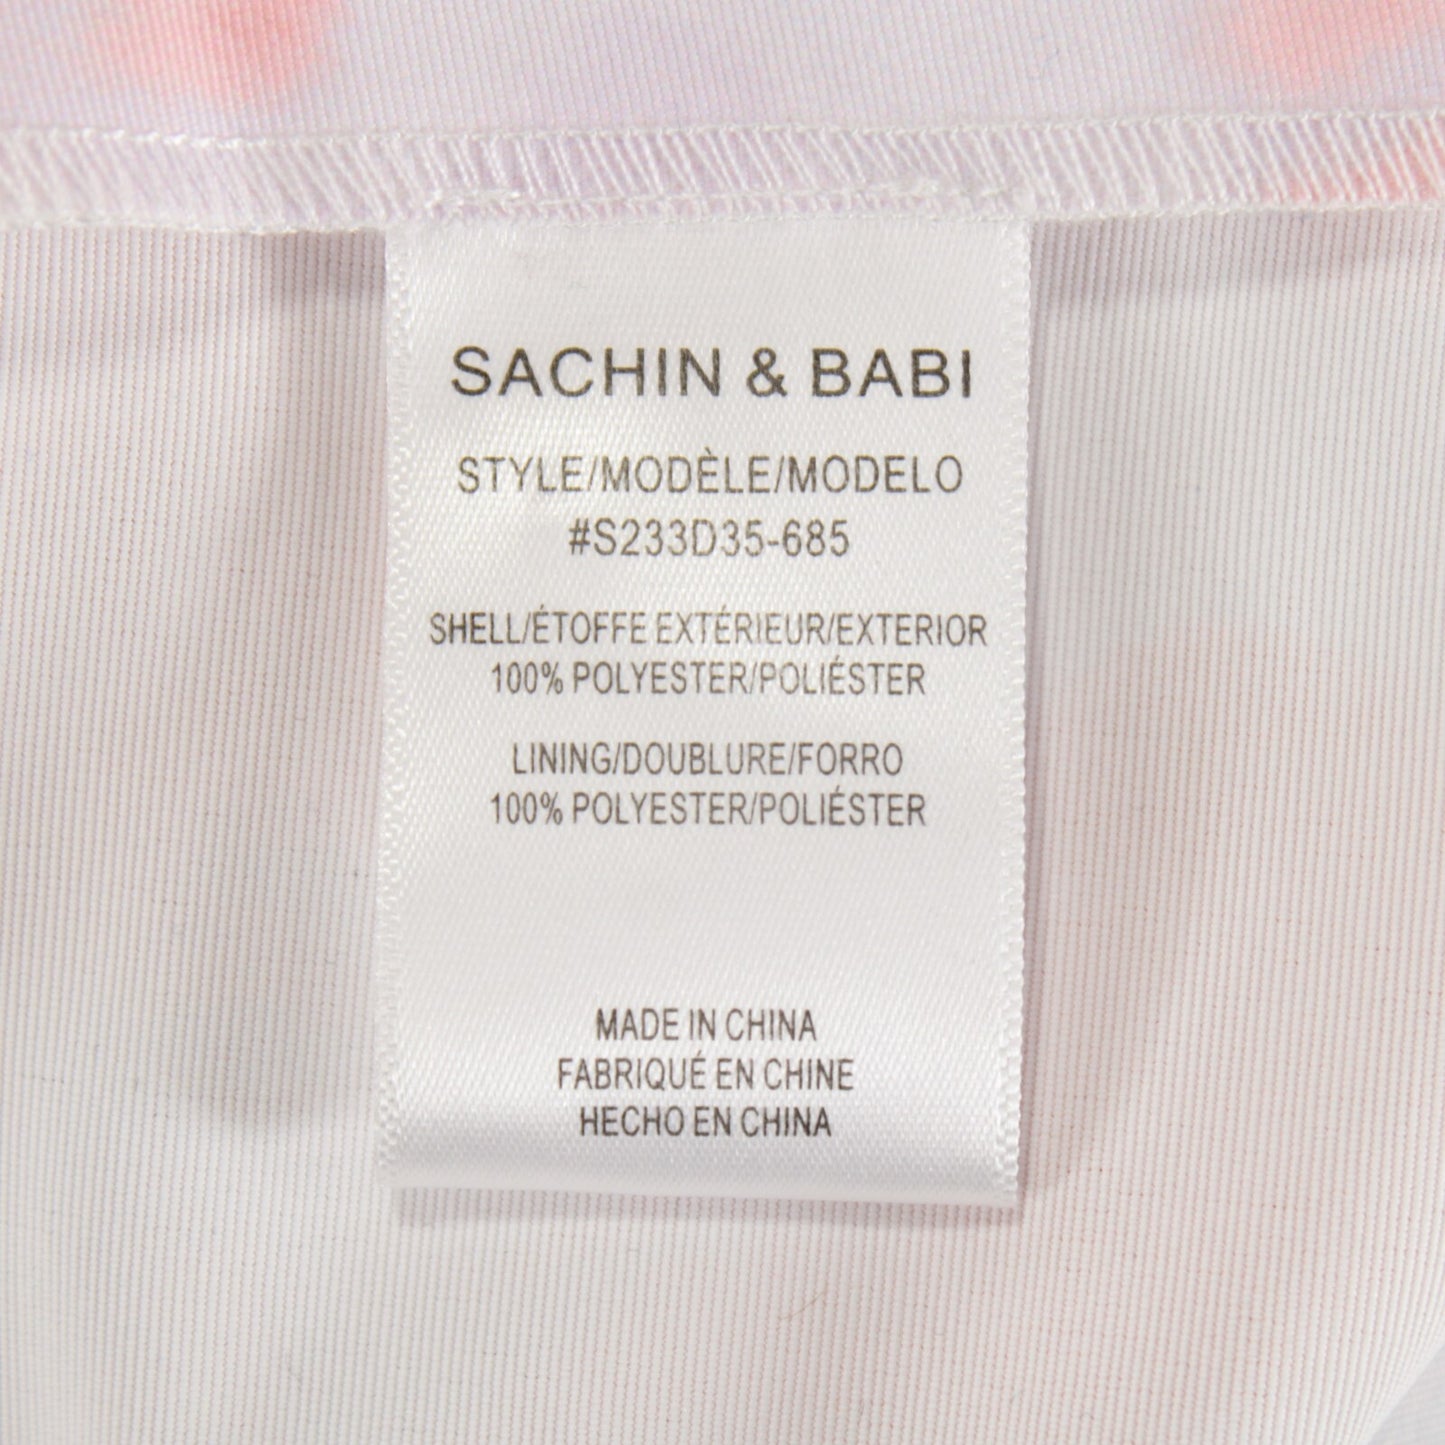 SACHIN & BABI
STYLE/MODÈLE/MODELO
#S233D35-685
SHELL/ÉTOFFE EXTÉRIEUR/EXTERIOR
100% POLYESTER/POLIÉSTER
LINING/DOUBLURE/FORRO
100% POLYESTER/POLIÉSTER
MADE IN CHINA
FABRIQUÉ EN CHINE
HECHO EN CHINA